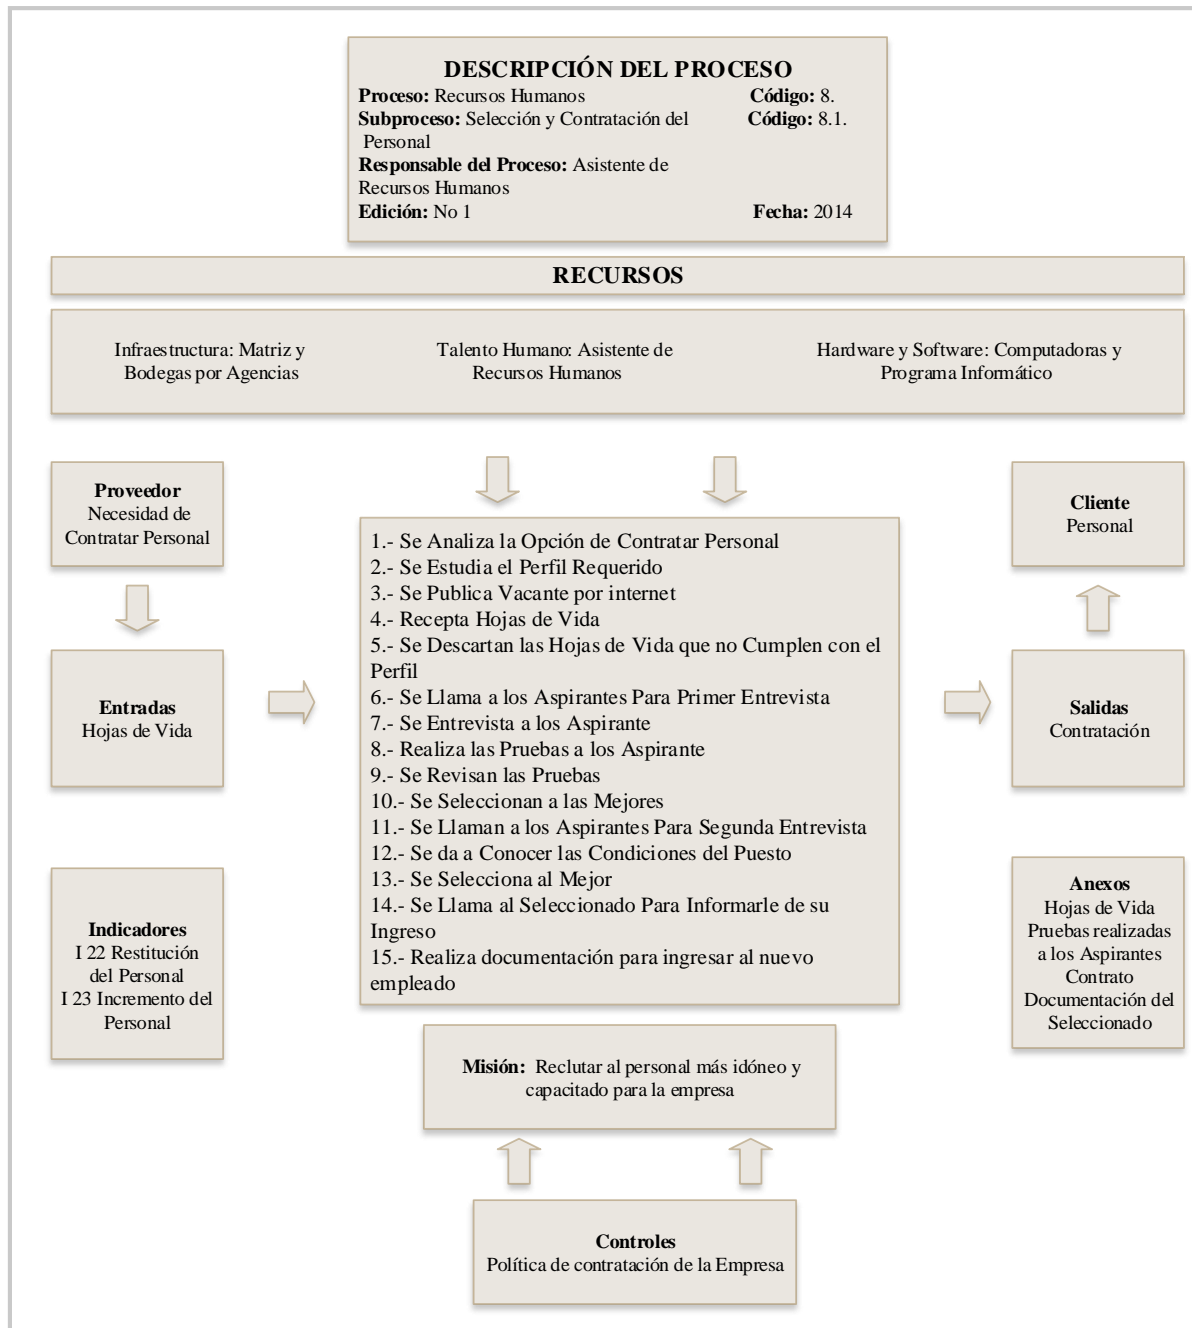 DESCRIPCIÓN DEL PROCESO
Proceso: Recursos Humanos Código: 8.
Subproceso: Selección y Contratación del Código: 8.1.
Personal
Responsable del Proceso: Asistente de
Recursos Humanos
Edición: No 1 Fecha: 2014
RECURSOS
Infraestructura: Matriz y
Bodegas por Agencias
Talento Humano: Asistente de
Recursos Humanos
Hardware y Software: Computadoras y
Programa Informático
Proveedor
Necesidad de
Contratar Personal
Entradas
Hojas de Vida
Indicadores
I 22 Restitución
del Personal
I 23 Incremento del
Personal
1.- Se Analiza la Opción de Contratar Personal
2.- Se Estudia el Perfil Requerido
3.- Se Publica Vacante por internet
4.- Recepta Hojas de Vida
5.- Se Descartan las Hojas de Vida que no Cumplen con el
Perfil
6.- Se Llama a los Aspirantes Para Primer Entrevista
7.- Se Entrevista a los Aspirante
8.- Realiza las Pruebas a los Aspirante
9.- Se Revisan las Pruebas
10.- Se Seleccionan a las Mejores
11.- Se Llaman a los Aspirantes Para Segunda Entrevista
12.- Se da a Conocer las Condiciones del Puesto
13.- Se Selecciona al Mejor
14.- Se Llama al Seleccionado Para Informarle de su
Ingreso
15.- Realiza documentación para ingresar al nuevo
empleado
Cliente
Personal
Salidas
Contratación
Anexos
Hojas de Vida
Pruebas realizadas
a los Aspirantes
Contrato
Documentación del
Seleccionado
Misión: Reclutar al personal más idóneo y
capacitado para la empresa
Controles
Política de contratación de la Empresa